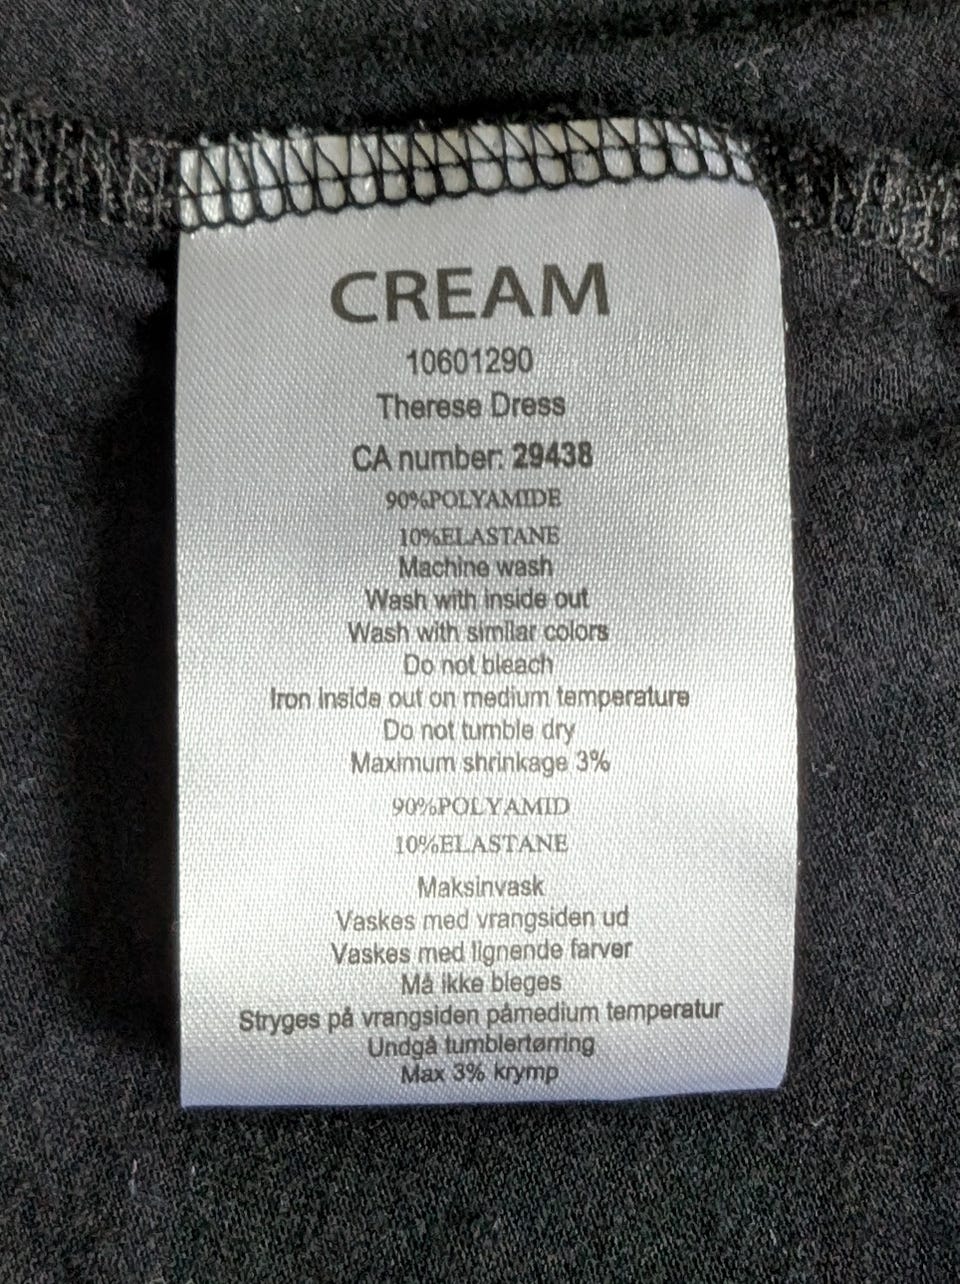 CREAM
10601290
Therese Dress
CA number: 29438
90%POLYAMIDE
10%ELASTANE
Machine wash
Wash with inside out
Wash with similar colors
Do not bleach
Iron inside out on medium temperature
Do not tumble dry
Maximum shrinkage 3%
90%POLYAMID
10%ELASTANE
Maksinvask
Vaskes med vrangsiden ud
Vaskes med lignende farver
Må ikke bleges
Stryges på vrangsiden påmedium temperatur
Undgå tumblertørring
Max 3% krymp